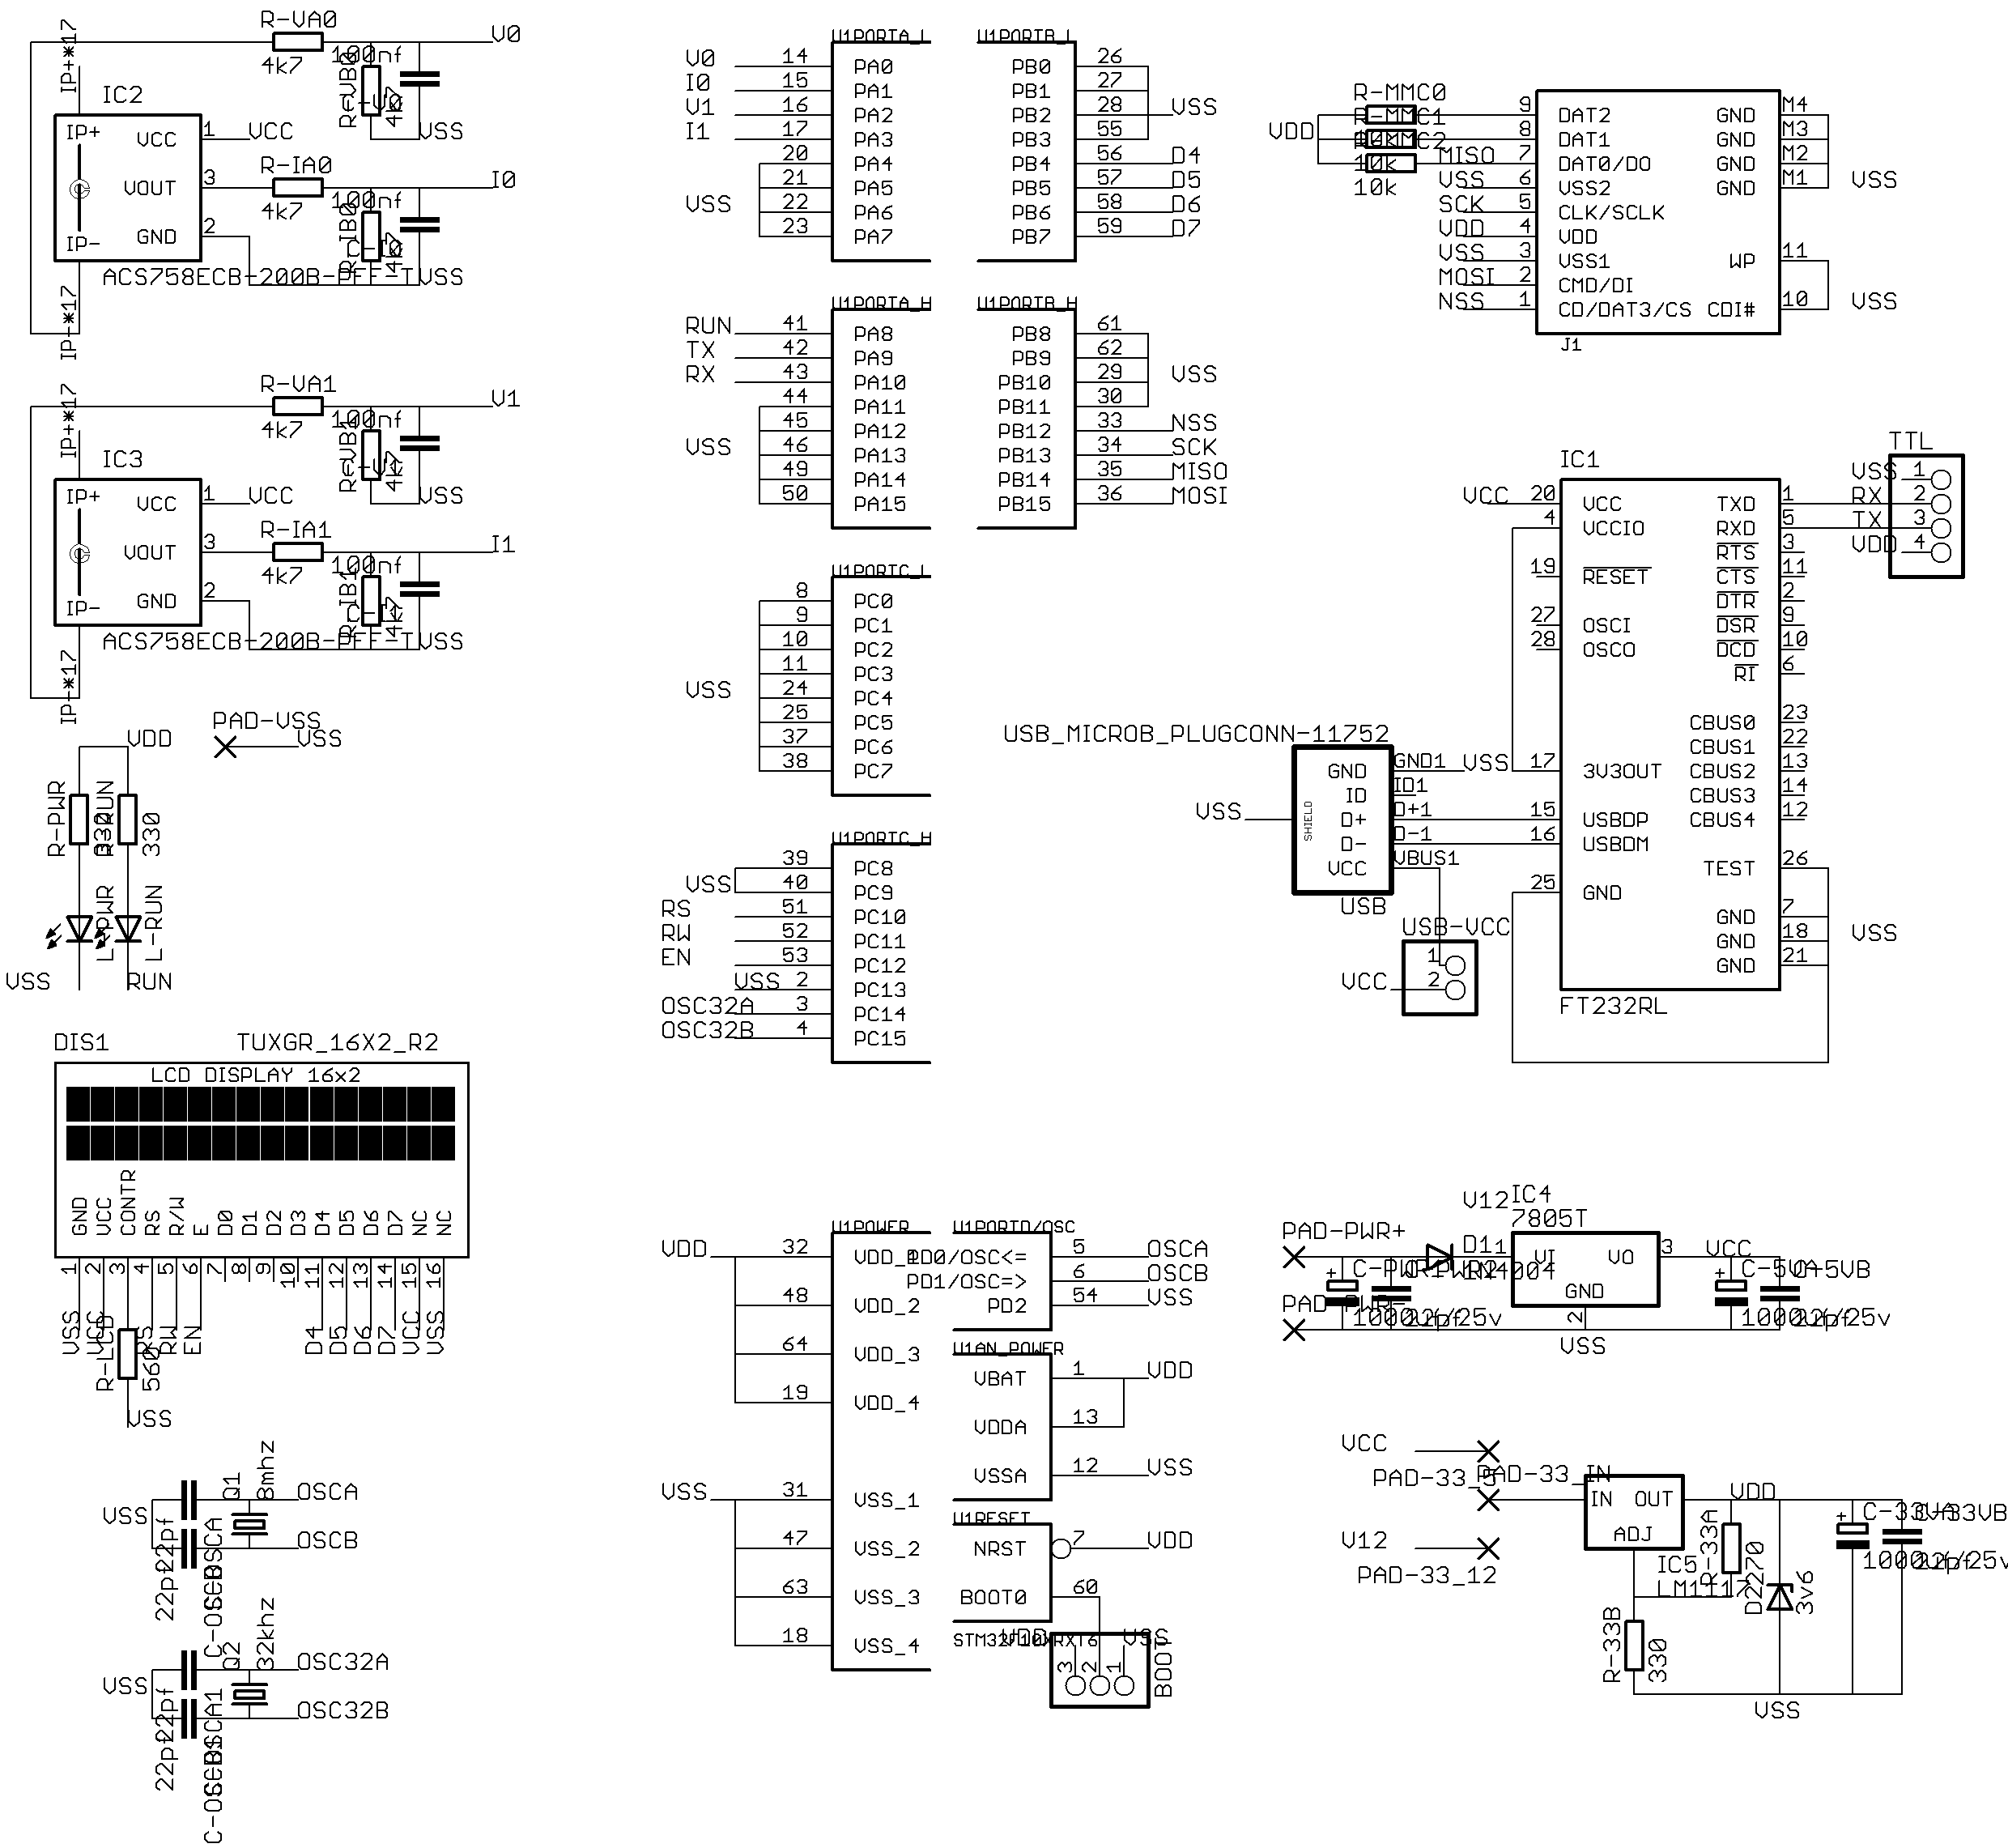 R-VA0
V0
IP+*17
4k7
100nf
R-VB0
C-V0
4k7
VSS
IC2
IP+
VCC
1
VCC
R-IA0
I0
VOUT
3
4k7
100nf
R-IB0
C-I0
4k7
IP-
GND
2
ACS758ECB-200B-PFF-T
VSS
IP-*17
R-VA1
V1
IP+*17
4k7
100nf
R-VB1
C-V1
4k7
VSS
IC3
IP+
VCC
1
VCC
R-IA1
I1
VOUT
3
4k7
100nf
R-IB1
C-I1
4k7
IP-
GND
2
ACS758ECB-200B-PFF-T
VSS
IP-*17
PAD-VSS
VSS
VDD
R-PWR
330
R-RUN
330
L-PWR
L-RUN
VSS
RUN
DIS1
TUXGR_16X2_R2
LCD DISPLAY 16x2
GND VCC CONTR RS R/W E D0 D1 D2 D3 D4 D5 D6 D7 NC NC
1 2 3 4 5 6 7 8 9 10 11 12 13 14 15 16
VSS VCC RS RW EN D4 D5 D6 D7 VCC VSS
R-LCD
560
VSS
Q1
8mhz
OSCA
VSS
OSCB
22pf
22pf
C-OSCA
C-OSCB
Q2
32khz
OSC32A
VSS
OSC32B
22pf
22pf
C-OSCA1
C-OSCB1
U1PORTA_L
V0 14 PA0
I0 15 PA1
V1 16 PA2
I1 17 PA3
20 PA4
21 PA5
VSS 22 PA6
23 PA7
U1PORTB_L
PB0 26
PB1 27
PB2 28 VSS
PB3 55
PB4 56 D4
PB5 57 D5
PB6 58 D6
PB7 59 D7
U1PORTA_H
RUN 41 PA8
TX 42 PA9
RX 43 PA10
44 PA11
45 PA12
VSS 46 PA13
49 PA14
50 PA15
U1PORTB_H
PB8 61
PB9 62
PB10 29 VSS
PB11 30
PB12 33 NSS
PB13 34 SCK
PB14 35 MISO
PB15 36 MOSI
U1PORTC_L
8 PC0
9 PC1
10 PC2
11 PC3
VSS 24 PC4
25 PC5
37 PC6
38 PC7
U1PORTC_H
39 PC8
VSS 40 PC9
RS 51 PC10
RW 52 PC11
EN 53 PC12
VSS 2 PC13
OSC32A 3 PC14
OSC32B 4 PC15
U1POWER
VDD 32 VDD_1
48 VDD_2
64 VDD_3
19 VDD_4
VSS 31 VSS_1
47 VSS_2
63 VSS_3
18 VSS_4
U1PORTD/OSC
PD0/OSC<= 5 OSCA
PD1/OSC=> 6 OSCB
PD2 54 VSS
U1AN_POWER
VBAT 1 VDD
VDDA 13
VSSA 12 VSS
U1RESET
NRST 7 VDD
BOOT0 60
STM32F10XRXT6
VDD
VSS
3 2 1
BOOT
R-MMC0
R-MMC1
R-MMC2
10k
10k
10k
VDD
9 DAT2
8 DAT1
MISO 7 DAT0/DO
VSS 6 VSS2
SCK 5 CLK/SCLK
VDD 4 VDD
VSS 3 VSS1
MOSI 2 CMD/DI
NSS 1 CD/DAT3/CS
GND M4
GND M3
GND M2
GND M1 VSS
WP 11
CDI# 10 VSS
J1
IC1
VCC 20 VCC
4 VCCIO
19 RESET
27 OSCI
28 OSCO
17 3V3OUT
15 USBDP
16 USBDM
25 GND
TXD 1
RXD 5
RTS 3
CTS 11
DTR 2
DSR 9
DCD 10
RI 6
CBUS0 23
CBUS1 22
CBUS2 13
CBUS3 14
CBUS4 12
TEST 26
GND 7
GND 18 VSS
GND 21
FT232RL
TTL
VSS 1
RX 2
TX 3
VDD 4
USB_MICROB_PLUGCONN-11752
GND GND1 VSS
ID ID1
VSS SHIELD D+ D+1
D- D-1
VCC VBUS1
USB
USB-VCC
1
VCC 2
V12
IC4
7805T
PAD-PWR+
D1
1N4004
1 VI VO 3 VCC
GND
2
VSS
C-PWR1
C-PWR2
PAD-PWR-
1000u/25v
22pf
C-5VA
C-5VB
1000u/25v
22pf
VCC
PAD-33_5
PAD-33_IN
IN OUT
ADJ
V12
PAD-33_12
IC5
LM1117
VDD
R-33A
270
D2
3v6
R-33B
330
C-33VA
C-33VB
1000u/25v
22pf
VSS